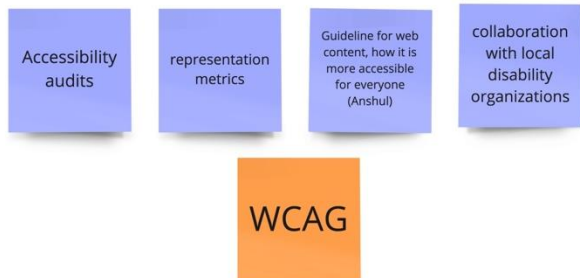 Accessibility
audits
representation
metrics
Guideline for web
content, how it is
more accessible
for everyone
(Anshul)
collaboration
with local
disability
organizations
WCAG